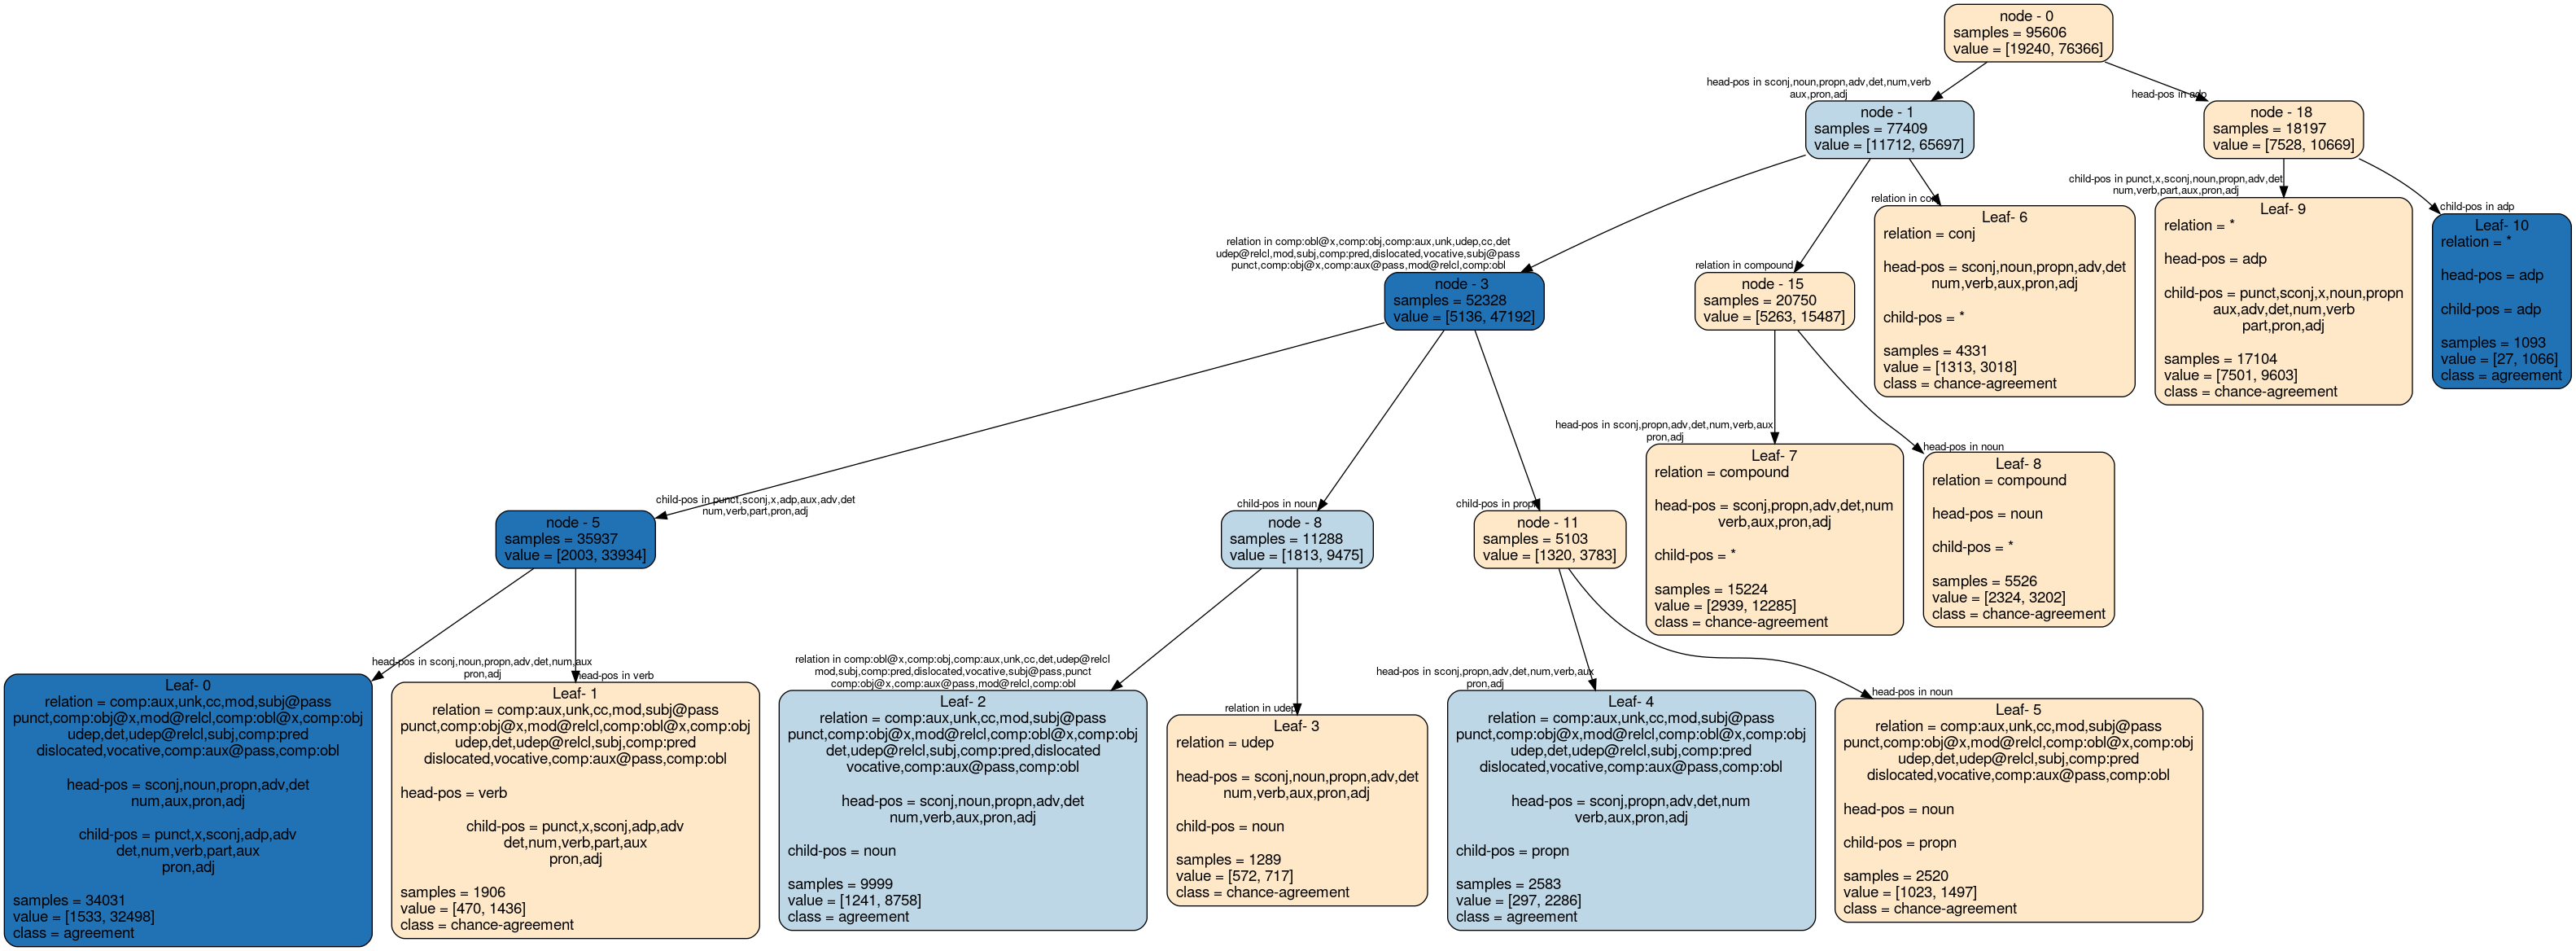 node - 0
samples = 95606
value = [19240, 76366]
head-pos in sconj,noun,propn,adv,det,num,verb
aux,pron,adj
head-pos in adp
node - 1
samples = 77409
value = [11712, 65697]
node - 18
samples = 18197
value = [7528, 10669]
relation in comp:obl@x,comp:obj,comp:aux,unk,udep,cc,det
udep@relcl,mod,subj,comp:pred,dislocated,vocative,subj@pass
punct,comp:obj@x,comp:aux@pass,mod@relcl,comp:obl
relation in compound
relation in conj
child-pos in punct,x,sconj,noun,propn,adv,det
num,verb,part,aux,pron,adj
child-pos in adp
node - 3
samples = 52328
value = [5136, 47192]
node - 15
samples = 20750
value = [5263, 15487]
Leaf- 6
relation = conj
head-pos = sconj,noun,propn,adv,det
num,verb,aux,pron,adj
child-pos = *
samples = 4331
value = [1313, 3018]
class = chance-agreement
Leaf- 9
relation = *
head-pos = adp
child-pos = punct,sconj,x,noun,propn
aux,adv,det,num,verb
part,pron,adj
samples = 17104
value = [7501, 9603]
class = chance-agreement
Leaf- 10
relation = *
head-pos = adp
child-pos = adp
samples = 1093
value = [27, 1066]
class = agreement
child-pos in punct,sconj,x,adp,aux,adv,det
num,verb,part,pron,adj
child-pos in noun
child-pos in propn
head-pos in sconj,propn,adv,det,num,verb,aux
pron,adj
head-pos in noun
node - 5
samples = 35937
value = [2003, 33934]
node - 8
samples = 11288
value = [1813, 9475]
node - 11
samples = 5103
value = [1320, 3783]
Leaf- 7
relation = compound
head-pos = sconj,propn,adv,det,num
verb,aux,pron,adj
child-pos = *
samples = 15224
value = [2939, 12285]
class = chance-agreement
Leaf- 8
relation = compound
head-pos = noun
child-pos = *
samples = 5526
value = [2324, 3202]
class = chance-agreement
head-pos in sconj,noun,propn,adv,det,num,aux
pron,adj
head-pos in verb
relation in comp:obl@x,comp:obj,comp:aux,unk,cc,det,udep@relcl
mod,subj,comp:pred,dislocated,vocative,subj@pass,punct
comp:obj@x,comp:aux@pass,mod@relcl,comp:obl
relation in udep
head-pos in sconj,propn,adv,det,num,verb,aux
pron,adj
head-pos in noun
Leaf- 0
relation = comp:aux,unk,cc,mod,subj@pass
punct,comp:obj@x,mod@relcl,comp:obl@x,comp:obj
udep,det,udep@relcl,subj,comp:pred
dislocated,vocative,comp:aux@pass,comp:obl
head-pos = sconj,noun,propn,adv,det
num,aux,pron,adj
child-pos = punct,x,sconj,adp,adv
det,num,verb,part,aux
pron,adj
samples = 34031
value = [1533, 32498]
class = agreement
Leaf- 1
relation = comp:aux,unk,cc,mod,subj@pass
punct,comp:obj@x,mod@relcl,comp:obl@x,comp:obj
udep,det,udep@relcl,subj,comp:pred
dislocated,vocative,comp:aux@pass,comp:obl
head-pos = verb
child-pos = punct,x,sconj,adp,adv
det,num,verb,part,aux
pron,adj
samples = 1906
value = [470, 1436]
class = chance-agreement
Leaf- 2
relation = comp:aux,unk,cc,mod,subj@pass
punct,comp:obj@x,mod@relcl,comp:obl@x,comp:obj
det,udep@relcl,subj,comp:pred,dislocated
vocative,comp:aux@pass,comp:obl
head-pos = sconj,noun,propn,adv,det
num,verb,aux,pron,adj
child-pos = noun
samples = 9999
value = [1241, 8758]
class = agreement
Leaf- 3
relation = udep
head-pos = sconj,noun,propn,adv,det
num,verb,aux,pron,adj
child-pos = noun
samples = 1289
value = [572, 717]
class = chance-agreement
Leaf- 4
relation = comp:aux,unk,cc,mod,subj@pass
punct,comp:obj@x,mod@relcl,comp:obl@x,comp:obj
udep,det,udep@relcl,subj,comp:pred
dislocated,vocative,comp:aux@pass,comp:obl
head-pos = sconj,propn,adv,det,num
verb,aux,pron,adj
child-pos = propn
samples = 2583
value = [297, 2286]
class = agreement
Leaf- 5
relation = comp:aux,unk,cc,mod,subj@pass
punct,comp:obj@x,mod@relcl,comp:obl@x,comp:obj
udep,det,udep@relcl,subj,comp:pred
dislocated,vocative,comp:aux@pass,comp:obl
head-pos = noun
child-pos = propn
samples = 2520
value = [1023, 1497]
class = chance-agreement